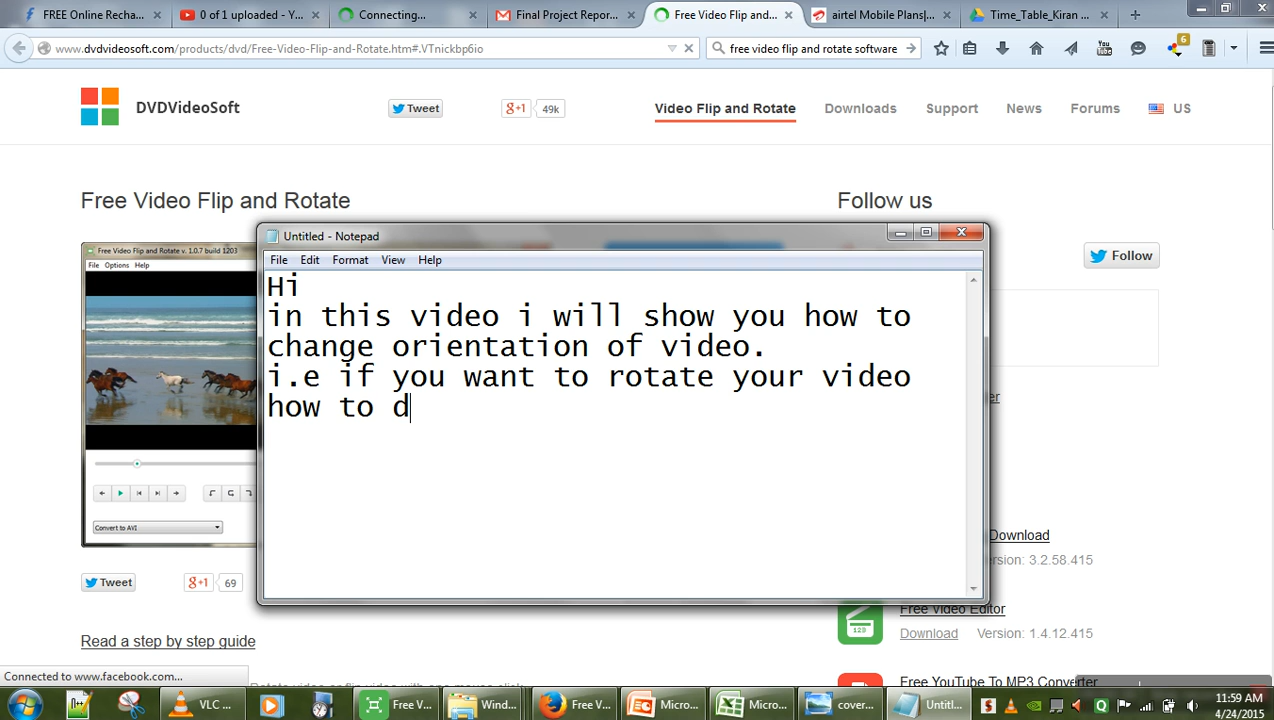 FREE Online Recha...
0 of 1 uploaded - Y...
Connecting...
Final Project Repor...
Free Video Flip and...
airtel Mobile Plans|...
Time_Table_Kiran ...
www.dvdvideosoft.com/products/dvd/Free-Video-Flip-and-Rotate.htm#.VTnickbp6io
free video flip and rotate software
You Tube
6
DVDVideoSoft
Tweet
g+1 49k
Video Flip and Rotate
Downloads
Support
News
Forums
US
Free Video Flip and Rotate
Follow us
Free Video Flip and Rotate v. 1.0.7 build 1203
File Options Help
Convert to AVI
Untitled - Notepad
File Edit Format View Help
Hi
in this video i will show you how to
change orientation of video.
i.e if you want to rotate your video
how to d
Follow
Download
Version: 3.2.58.415
Free Video Editor
123
Download Version: 1.4.12.415
Free YouTube To MP3 Converter
Tweet
g+1 69
Read a step by step guide
Connected to www.facebook.com...
VLC ...
Free V...
Wind...
Free V...
Micro...
Micro...
cover...
Untitl...
11:59 AM
4/24/2015